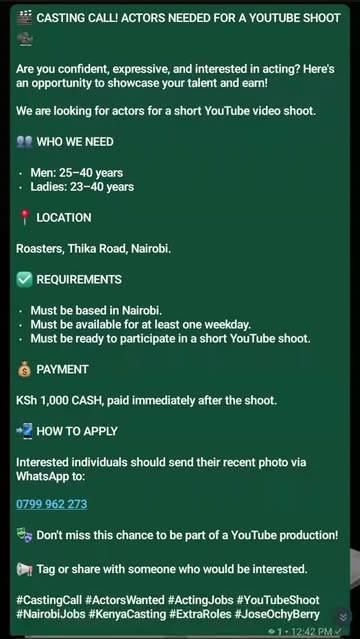 🎬 CASTING CALL! ACTORS NEEDED FOR A YOUTUBE SHOOT
Are you confident, expressive, and interested in acting? Here's
an opportunity to showcase your talent and earn!
We are looking for actors for a short YouTube video shoot.
👥 WHO WE NEED
• Men: 25–40 years
• Ladies: 23–40 years
📍 LOCATION
Roasters, Thika Road, Nairobi.
✅ REQUIREMENTS
• Must be based in Nairobi.
• Must be available for at least one weekday.
• Must be ready to participate in a short YouTube shoot.
💰 PAYMENT
KSh 1,000 CASH, paid immediately after the shoot.
📲 HOW TO APPLY
Interested individuals should send their recent photo via
WhatsApp to:
0799 962 273
🎭 Don't miss this chance to be part of a YouTube production!
📢 Tag or share with someone who would be interested.
#CastingCall #ActorsWanted #ActingJobs #YouTubeShoot
#NairobiJobs #KenyaCasting #ExtraRoles #JoseOchyBerry
1 • 12:42 PM ✓